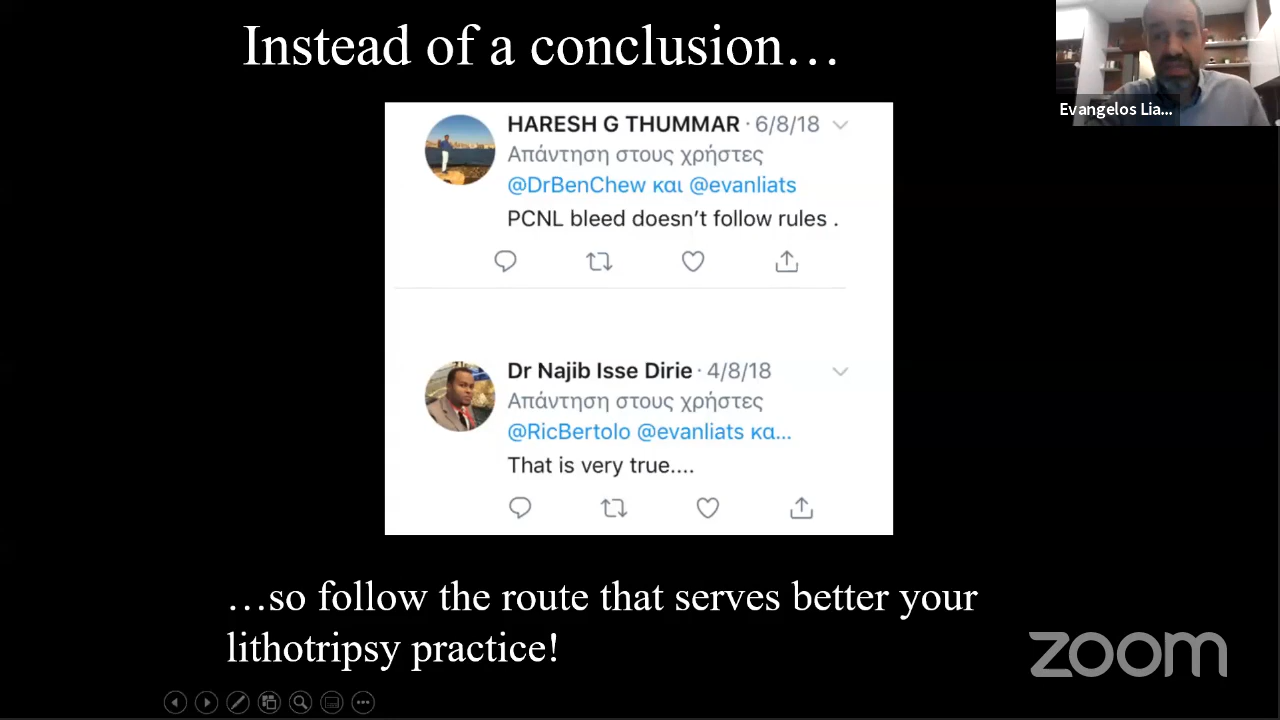 Instead of a conclusion…
Evangelos Lia...
HARESH G THUMMAR · 6/8/18
Απάντηση στους χρήστες
@DrBenChew και @evanliats
PCNL bleed doesn’t follow rules .
Dr Najib Isse Dirie · 4/8/18
Απάντηση στους χρήστες
@RicBertolo @evanliats κα...
That is very true....
…so follow the route that serves better your
lithotripsy practice!
zoom